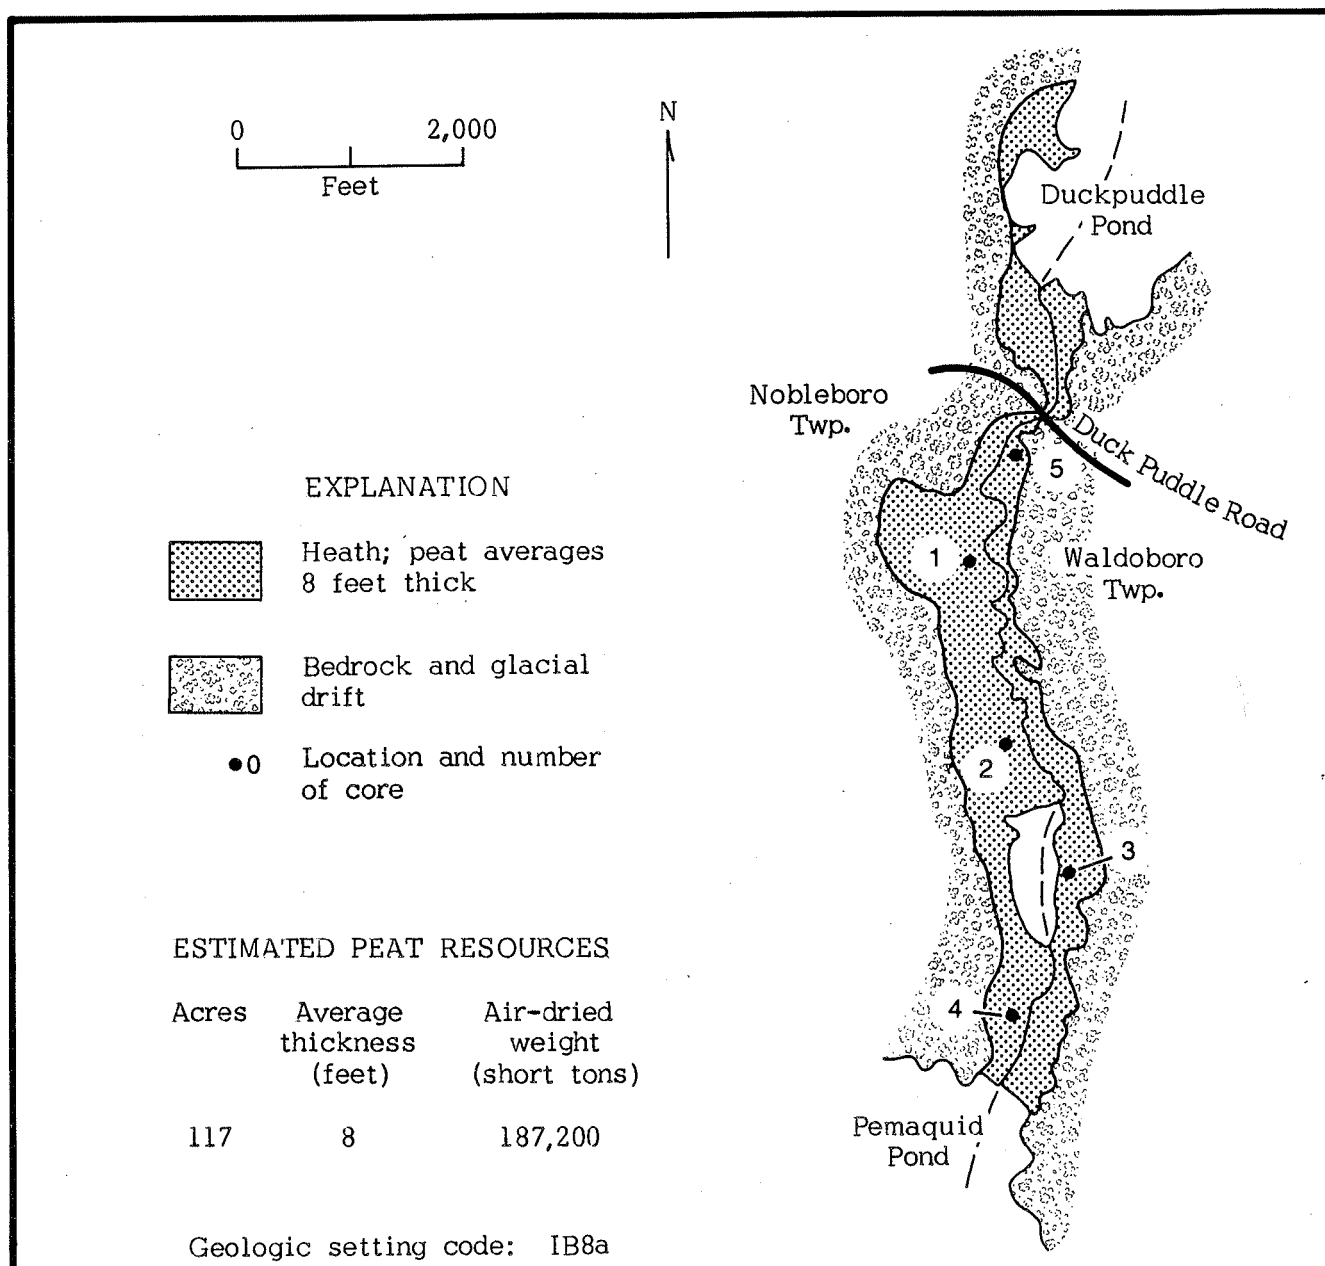 0 2,000
Feet
N
Duckpuddle
Pond
Nobleboro
Twp.
Duck Puddle Road
5
1
Waldoboro
Twp.
2
3
4
Pemaquid
Pond
EXPLANATION
Heath; peat averages
8 feet thick
Bedrock and glacial
drift
0 Location and number
of core
ESTIMATED PEAT RESOURCES
Acres Average Air-dried
thickness weight
(feet) (short tons)
117 8 187,200
Geologic setting code: IB8a